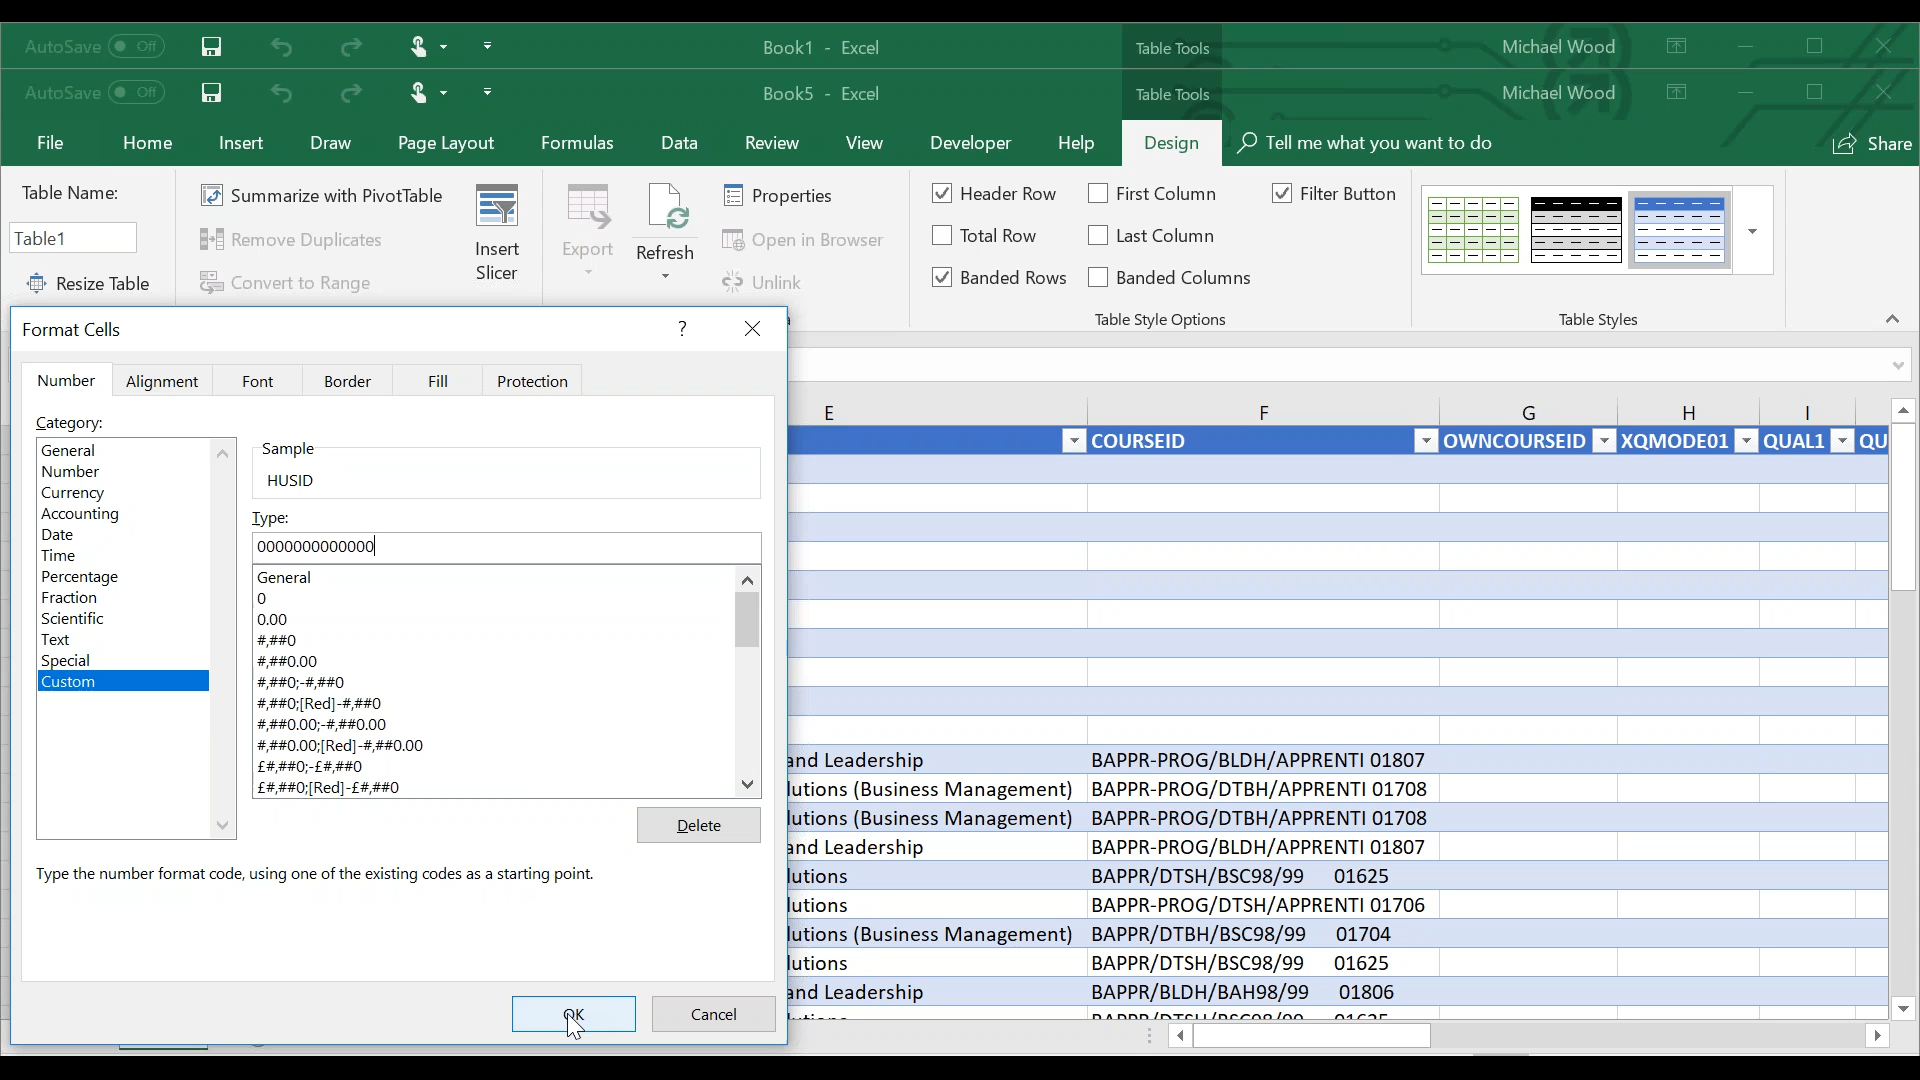 AutoSave Off Book1 - Excel Table Tools Michael Wood
AutoSave Off Book5 - Excel Table Tools Michael Wood
File Home Insert Draw Page Layout Formulas Data Review View Developer Help Design Tell me what you want to do Share
Table Name:
Table1
Resize Table
Summarize with PivotTable
Remove Duplicates
Convert to Range
Insert
Slicer
Export
Refresh
Properties
Open in Browser
Unlink
Header Row
Total Row
Banded Rows
First Column
Last Column
Banded Columns
Filter Button
Table Style Options
Table Styles
Format Cells ?
Number Alignment Font Border Fill Protection
Category:
General
Number
Currency
Accounting
Date
Time
Percentage
Fraction
Scientific
Text
Special
Custom
Sample
HUSID
Type:
0000000000000
General
0
0.00
#,##0
#,##0.00
#,##0;-#,##0
#,##0;[Red]-#,##0
#,##0.00;-#,##0.00
#,##0.00;[Red]-#,##0.00
£#,##0;-£#,##0
£#,##0;[Red]-£#,##0
Delete
Type the number format code, using one of the existing codes as a starting point.
OK Cancel
E F G H I
COURSEID OWNCOURSEID XQMODE01 QUAL1 QU
and Leadership BAPPR-PROG/BLDH/APPRENTI 01807
lutions (Business Management) BAPPR-PROG/DTBH/APPRENTI 01708
lutions (Business Management) BAPPR-PROG/DTBH/APPRENTI 01708
and Leadership BAPPR-PROG/BLDH/APPRENTI 01807
lutions BAPPR/DTSH/BSC98/99 01625
lutions BAPPR-PROG/DTSH/APPRENTI 01706
lutions (Business Management) BAPPR/DTBH/BSC98/99 01704
lutions BAPPR/DTSH/BSC98/99 01625
and Leadership BAPPR/BLDH/BAH98/99 01806